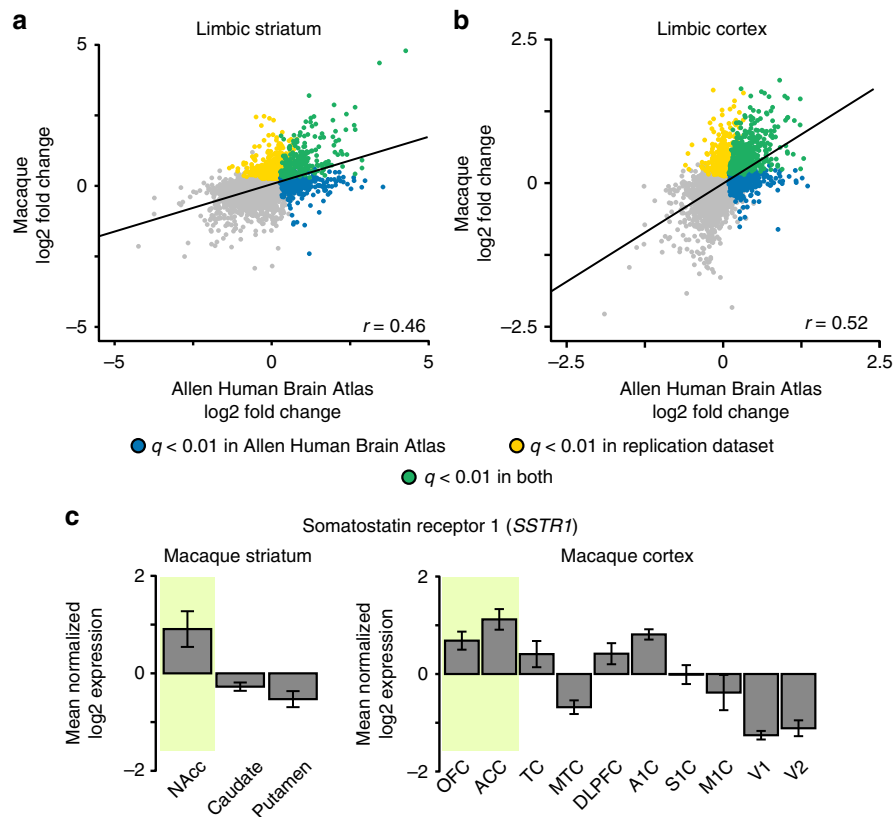 a
Limbic striatum
5
0
−5
Macaque
log2 fold change
r = 0.46
−5
0
5
Allen Human Brain Atlas
log2 fold change
b
Limbic cortex
2.5
0
−2.5
Macaque
log2 fold change
r = 0.52
−2.5
0
2.5
Allen Human Brain Atlas
log2 fold change
q < 0.01 in Allen Human Brain Atlas
q < 0.01 in replication dataset
q < 0.01 in both
c
Somatostatin receptor 1 (SSTR1)
Macaque striatum
2
0
−2
Mean normalized
log2 expression
NAcc
Caudate
Putamen
Macaque cortex
2
0
−2
Mean normalized
log2 expression
OFC
ACC
TC
MTC
DLPFC
A1C
S1C
M1C
V1
V2